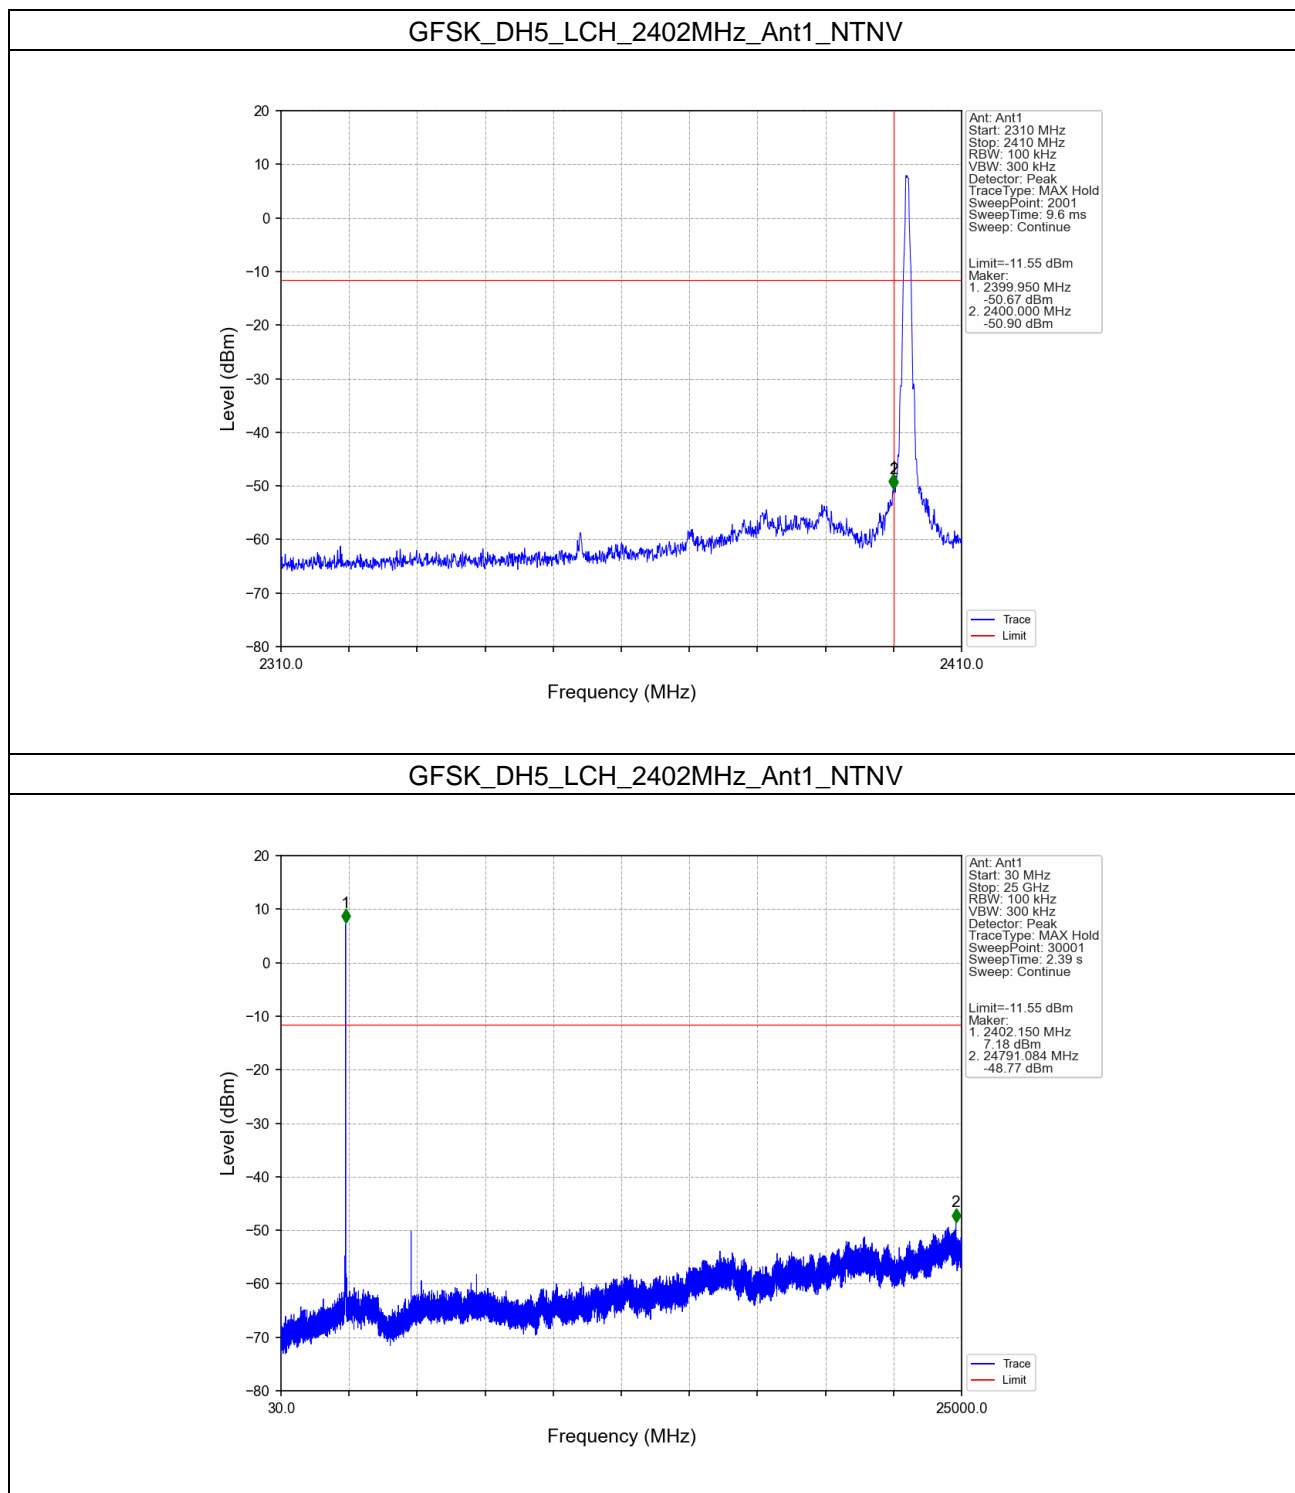 GFSK_DH5_LCH_2402MHz_Ant1_NTNV
20
10
0
−10
−20
−30
−40
−50
−60
−70
−80
Level (dBm)
2
2310.0
2410.0
Frequency (MHz)
Ant: Ant1
Start: 2310 MHz
Stop: 2410 MHz
RBW: 100 kHz
VBW: 300 kHz
Detector: Peak
TraceType: MAX Hold
SweepPoint: 2001
SweepTime: 9.6 ms
Sweep: Continue
Limit=-11.55 dBm
Maker:
1. 2399.950 MHz
-50.67 dBm
2. 2400.000 MHz
-50.90 dBm
Trace
Limit
GFSK_DH5_LCH_2402MHz_Ant1_NTNV
20
10
0
−10
−20
−30
−40
−50
−60
−70
−80
Level (dBm)
1
2
30.0
25000.0
Frequency (MHz)
Ant: Ant1
Start: 30 MHz
Stop: 25 GHz
RBW: 100 kHz
VBW: 300 kHz
Detector: Peak
TraceType: MAX Hold
SweepPoint: 30001
SweepTime: 2.39 s
Sweep: Continue
Limit=-11.55 dBm
Maker:
1. 2402.150 MHz
7.18 dBm
2. 24791.084 MHz
-48.77 dBm
Trace
Limit